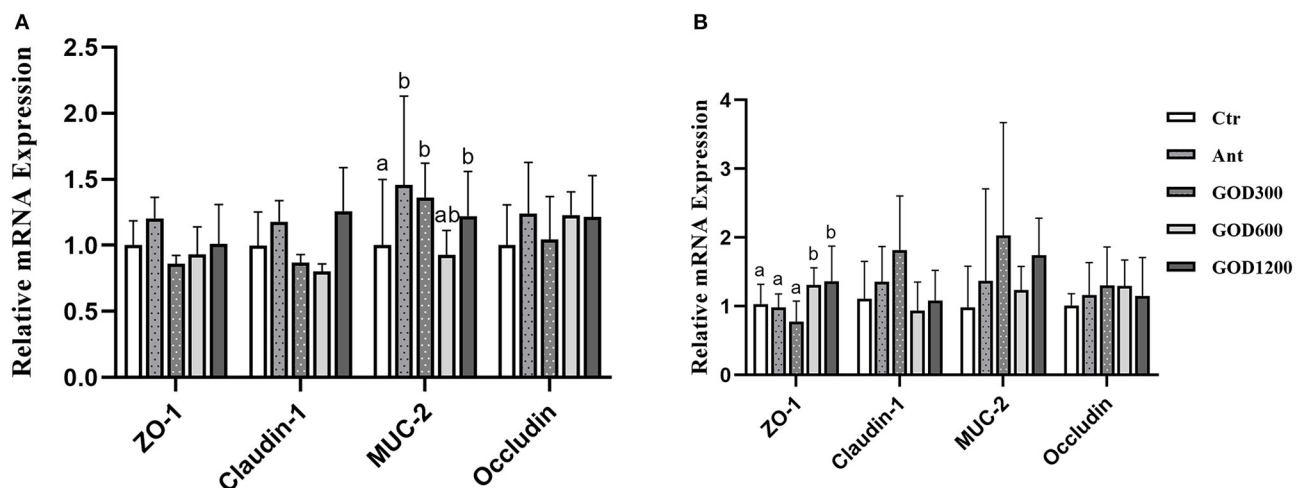 A
Relative mRNA Expression
2.5
2.0
1.5
1.0
0.5
0.0
a
b
b
ab
b
ZO-1
Claudin-1
MUC-2
Occludin
B
Relative mRNA Expression
4
3
2
1
0
a
a
a
b
b
ZO-1
Claudin-1
MUC-2
Occludin
Ctr
Ant
GOD300
GOD600
GOD1200